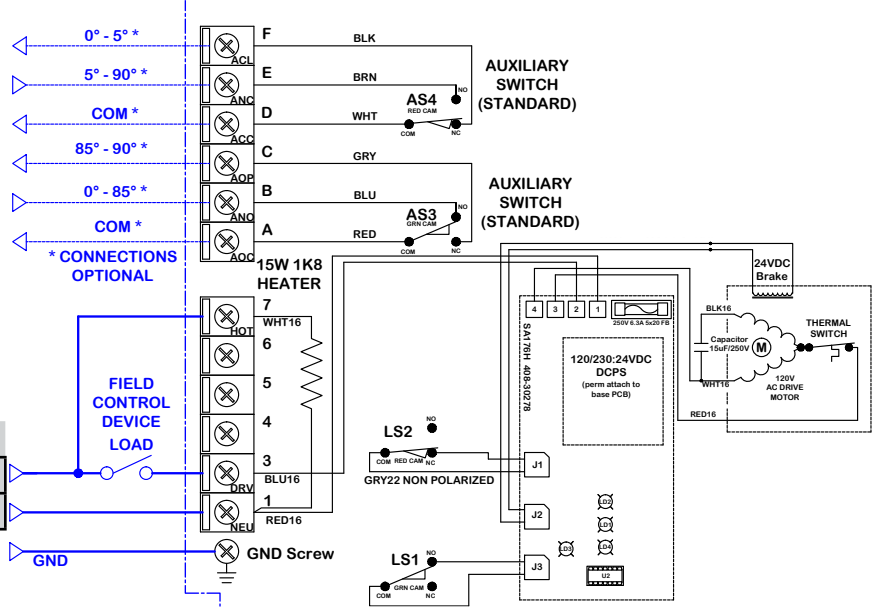 0° - 5° *
ACL
F
BLK
5° - 90° *
ANC
E
BRN
NO
AUXILIARY
SWITCH
(STANDARD)
AS4
RED CAM
COM *
ACC
D
WHT
COM
NC
85° - 90° *
AOP
C
GRY
0° - 85° *
ANO
B
BLU
NO
AUXILIARY
SWITCH
(STANDARD)
AS3
GRN CAM
COM *
AOC
A
RED
COM
NC
* CONNECTIONS
OPTIONAL
15W 1K8
HEATER
7
HOT
WHT16
6
5
4
3
DRV
BLU16
1
NEU
RED16
GND Screw
GND
FIELD
CONTROL
DEVICE
LOAD
LS2
NO
COM
RED CAM
NC
GRY22 NON POLARIZED
LS1
NO
COM
GRN CAM
NC
4
3
2
1
250V 6.3A 5x20 FB
SA176H 408-30278
120/230:24VDC
DCPS
(perm attach to
base PCB)
J1
J2
J3
LD2
LD1
LD3
LD4
U2
24VDC
Brake
BLK16
Capacitor
15uF/250V
M
THERMAL
SWITCH
WHT16
120V
AC DRIVE
MOTOR
RED16